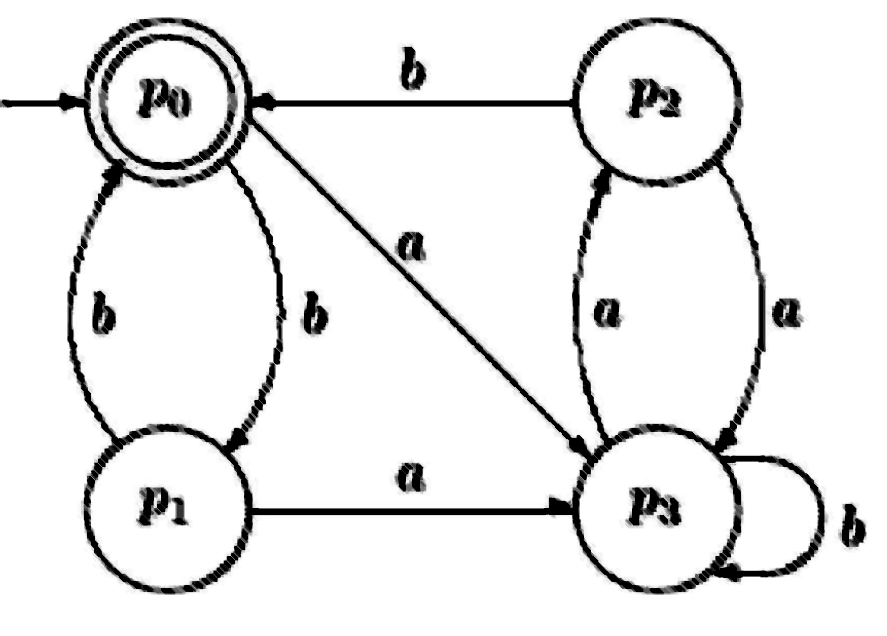 p₀ b p₂
a
b b a a
a
p₁ p₃ b